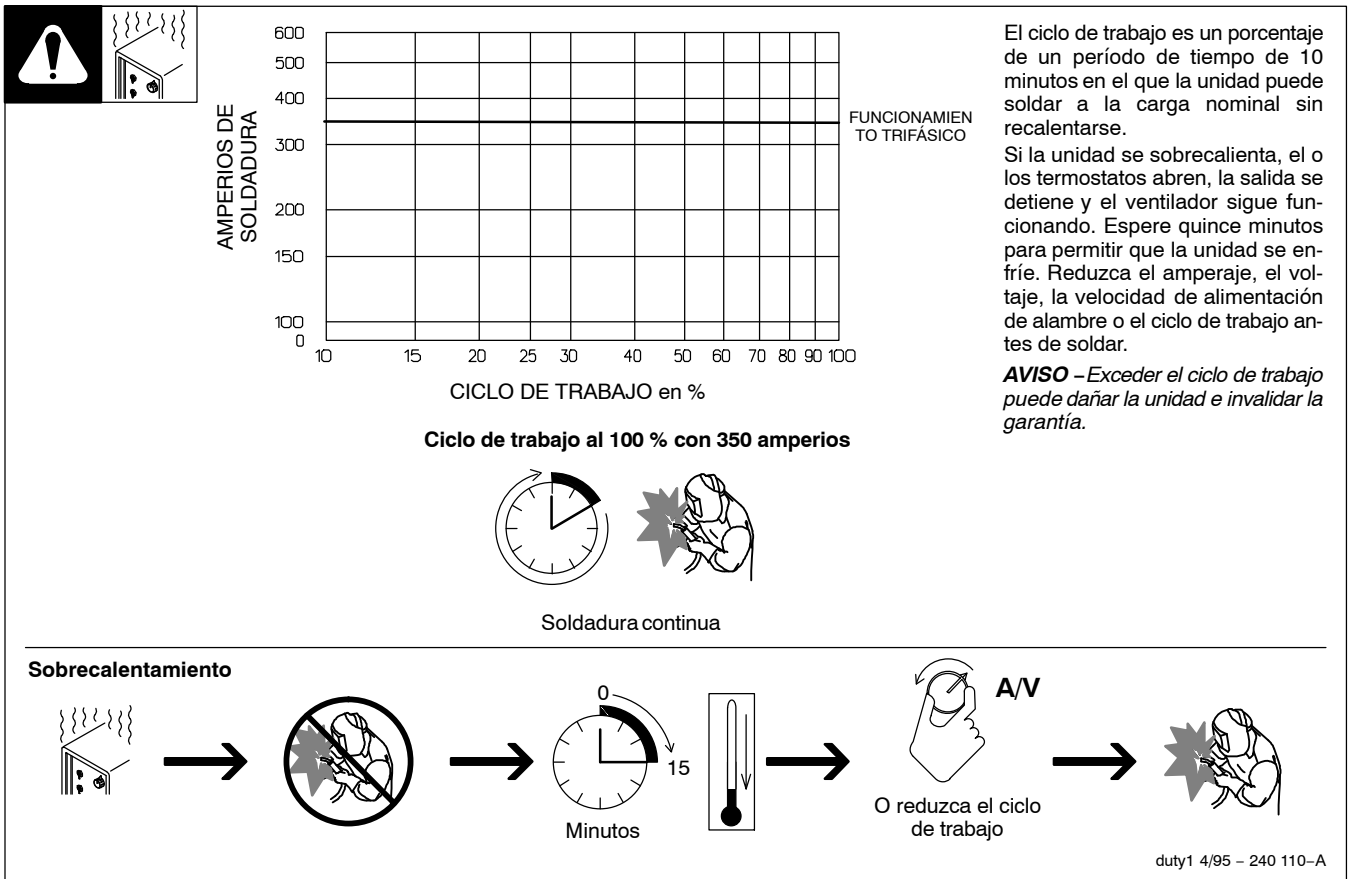 600
500
400
300
200
150
100
0
AMPERIOS DE
SOLDADURA
10 15 20 25 30 40 50 60 70 80 90 100
CICLO DE TRABAJO en %
FUNCIONAMIEN
TO TRIFÁSICO
El ciclo de trabajo es un porcentaje
de un período de tiempo de 10
minutos en el que la unidad puede
soldar a la carga nominal sin
recalentarse.
Si la unidad se sobrecalienta, el o
los termostatos abren, la salida se
detiene y el ventilador sigue fun-
cionando. Espere quince minutos
para permitir que la unidad se en-
fríe. Reduzca el amperaje, el vol-
taje, la velocidad de alimentación
de alambre o el ciclo de trabajo an-
tes de soldar.
AVISO – Exceder el ciclo de trabajo
puede dañar la unidad e invalidar la
garantía.
Ciclo de trabajo al 100 % con 350 amperios
Soldadura continua
Sobrecalentamiento
0
15
Minutos
A/V
O reduzca el ciclo
de trabajo
duty1 4/95 – 240 110–A